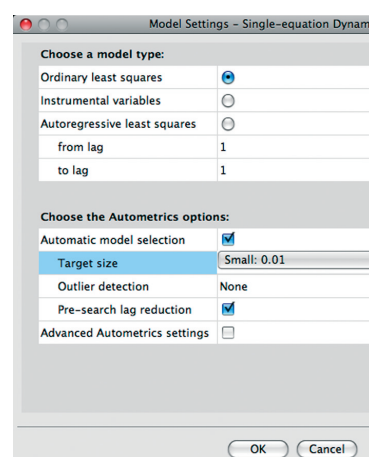 Model Settings - Single-equation Dynam
Choose a model type:
Ordinary least squares
Instrumental variables
Autoregressive least squares
from lag 1
to lag 1
Choose the Autometrics options:
Automatic model selection
Target size Small: 0.01
Outlier detection None
Pre-search lag reduction
Advanced Autometrics settings
OK Cancel